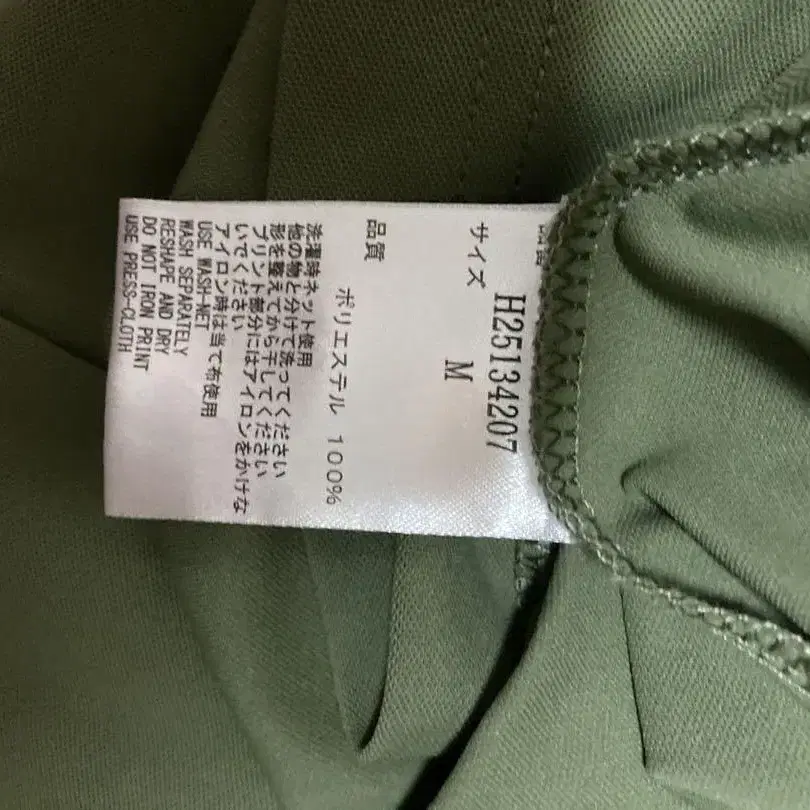 品番
H25134207
サイズ
M
品質
ポリエステル 100%
洗濯時ネット使用
他の物と分けて洗ってください
形を整えてから干してください
プリント部分にはアイロンをかけな
いでください
アイロン時は当て布使用
USE WASH-NET
WASH SEPARATELY
RESHAPE AND DRY
DO NOT IRON PRINT
USE PRESS-CLOTH